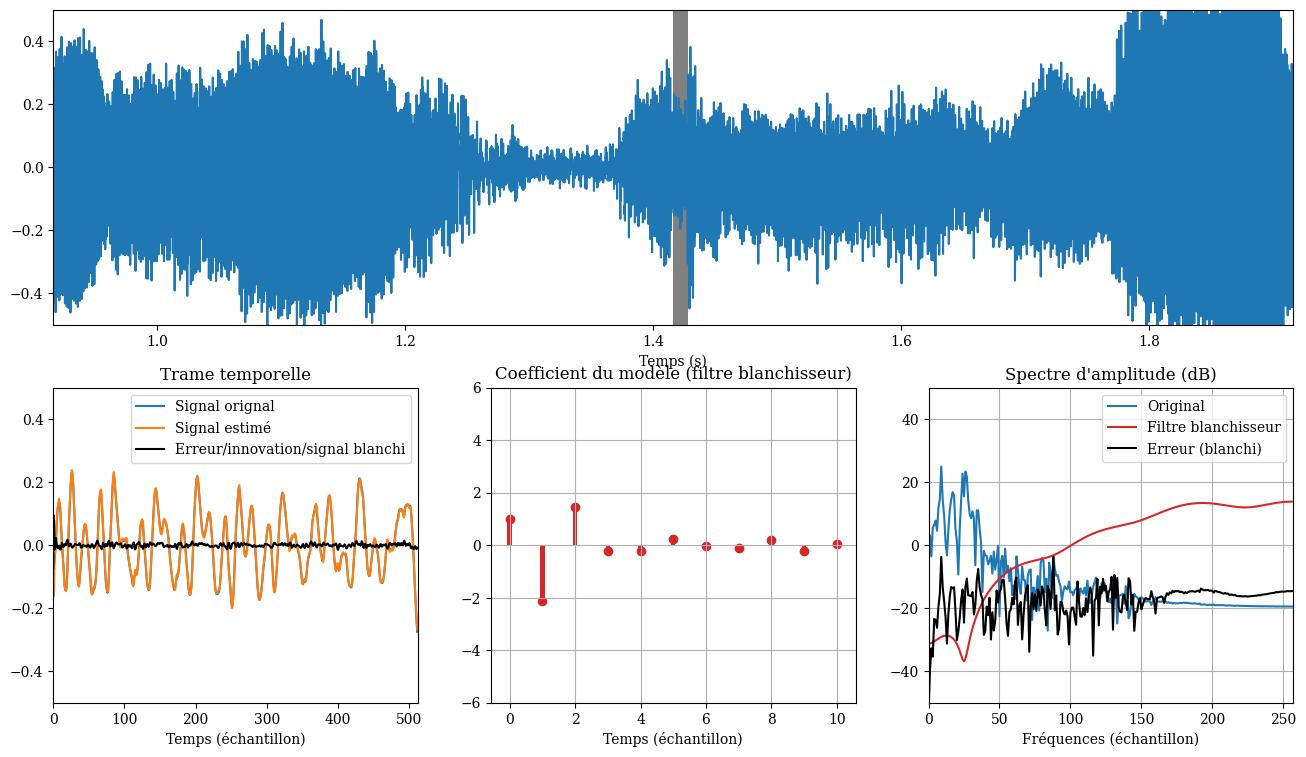 0.4
0.2
0.0
−0.2
−0.4
1.0 1.2 1.4 1.6 1.8
Temps (s)
Trame temporelle
Signal orignal
Signal estimé
Erreur/innovation/signal blanchi
0.4
0.2
0.0
−0.2
−0.4
0 100 200 300 400 500
Temps (échantillon)
Coefficient du modèle (filtre blanchisseur)
6
4
2
0
−2
−4
−6
0 2 4 6 8 10
Temps (échantillon)
Spectre d'amplitude (dB)
Original
Filtre blanchisseur
Erreur (blanchi)
40
20
0
−20
−40
0 50 100 150 200 250
Fréquences (échantillon)